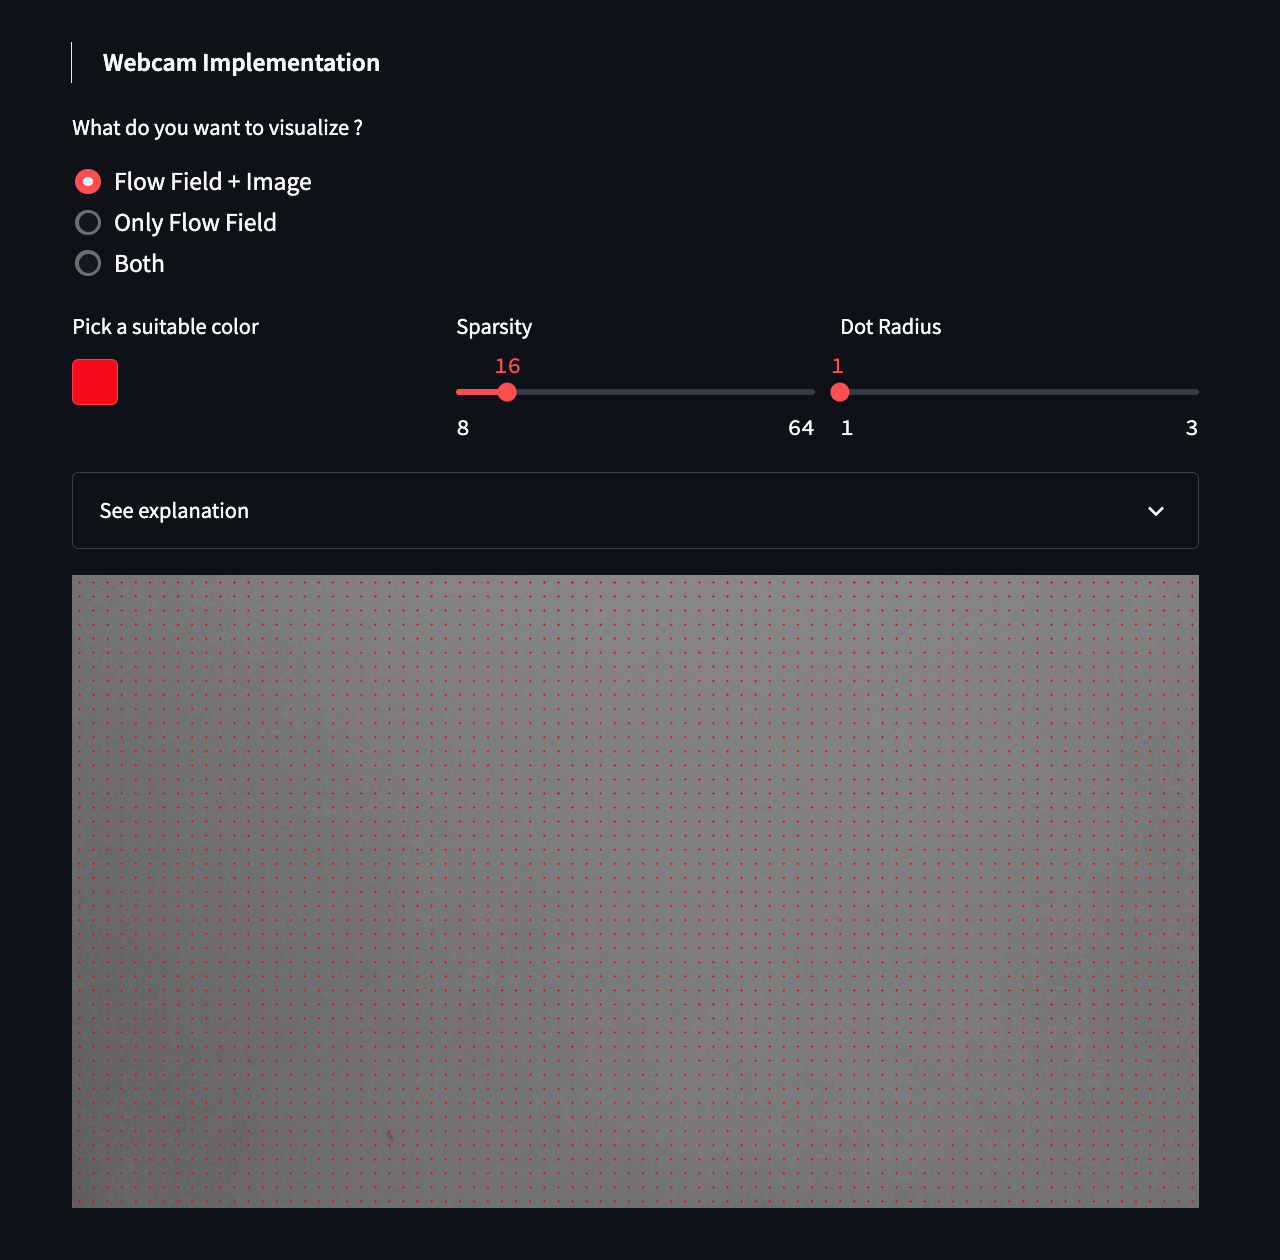 Webcam Implementation
What do you want to visualize ?
Flow Field + Image
Only Flow Field
Both
Pick a suitable color
Sparsity
16
8 64
Dot Radius
1
1 3
See explanation